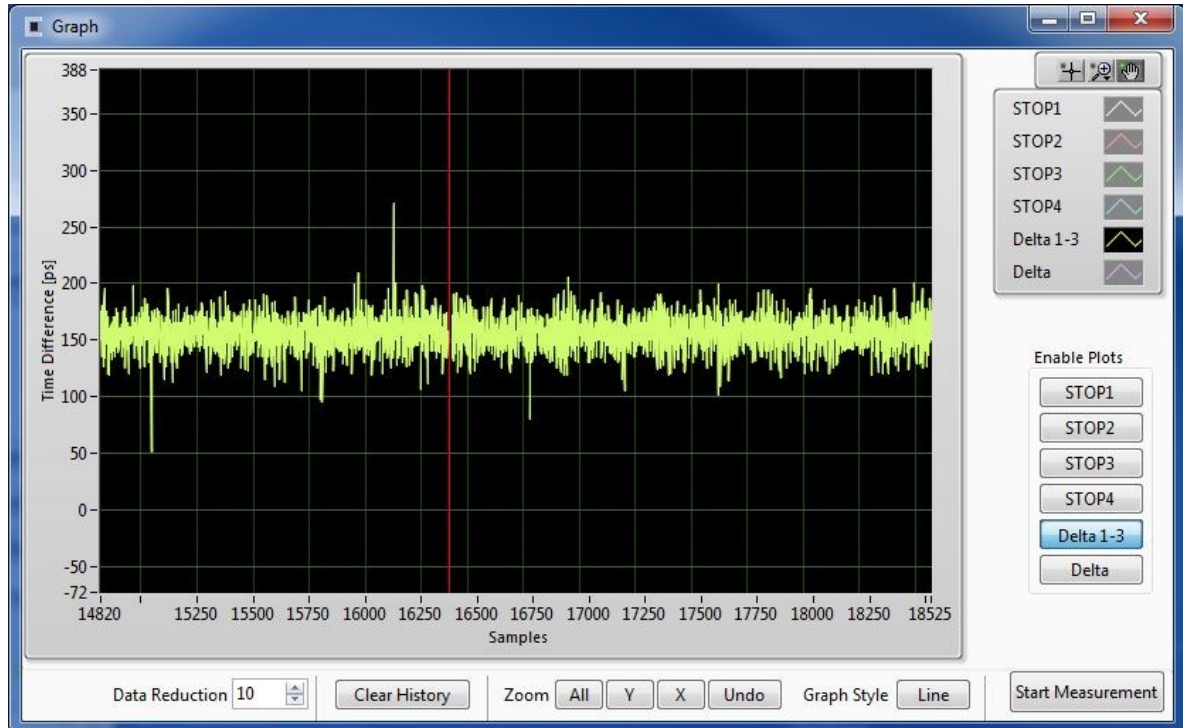 Graph
388
350
300
250
200
150
100
50
0
-50
-72
Time Difference [ps]
14820 15250 15500 15750 16000 16250 16500 16750 17000 17250 17500 17750 18000 18250 18525
Samples
STOP1
STOP2
STOP3
STOP4
Delta 1-3
Delta
Enable Plots
STOP1
STOP2
STOP3
STOP4
Delta 1-3
Delta
Data Reduction 10 Clear History Zoom All Y X Undo Graph Style Line Start Measurement